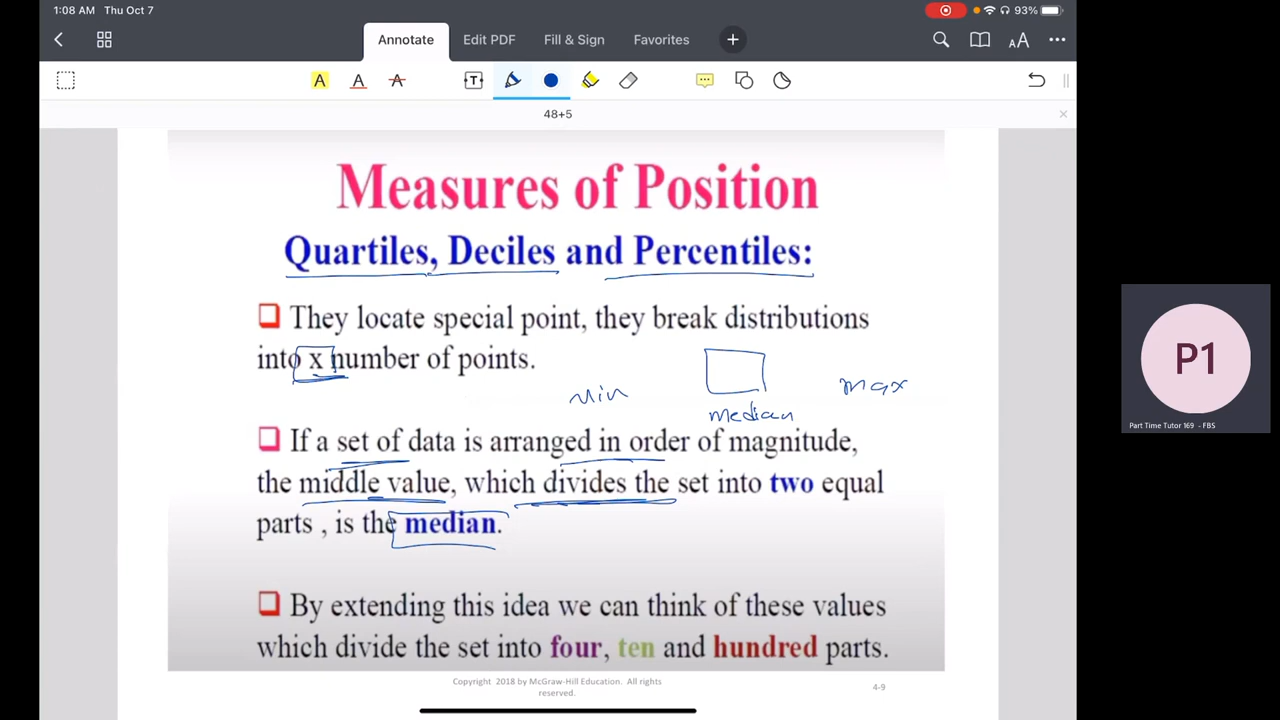 1:08 AM Thu Oct 7
93%
Annotate Edit PDF Fill & Sign Favorites
48+5
Measures of Position
Quartiles, Deciles and Percentiles:
They locate special point, they break distributions
into x number of points.
Min
max
median
If a set of data is arranged in order of magnitude,
the middle value, which divides the set into two equal
parts , is the median.
By extending this idea we can think of these values
which divide the set into four, ten and hundred parts.
Copyright 2018 by McGraw-Hill Education. All rights
reserved.
4-9
P1
Part Time Tutor 169 - FBS